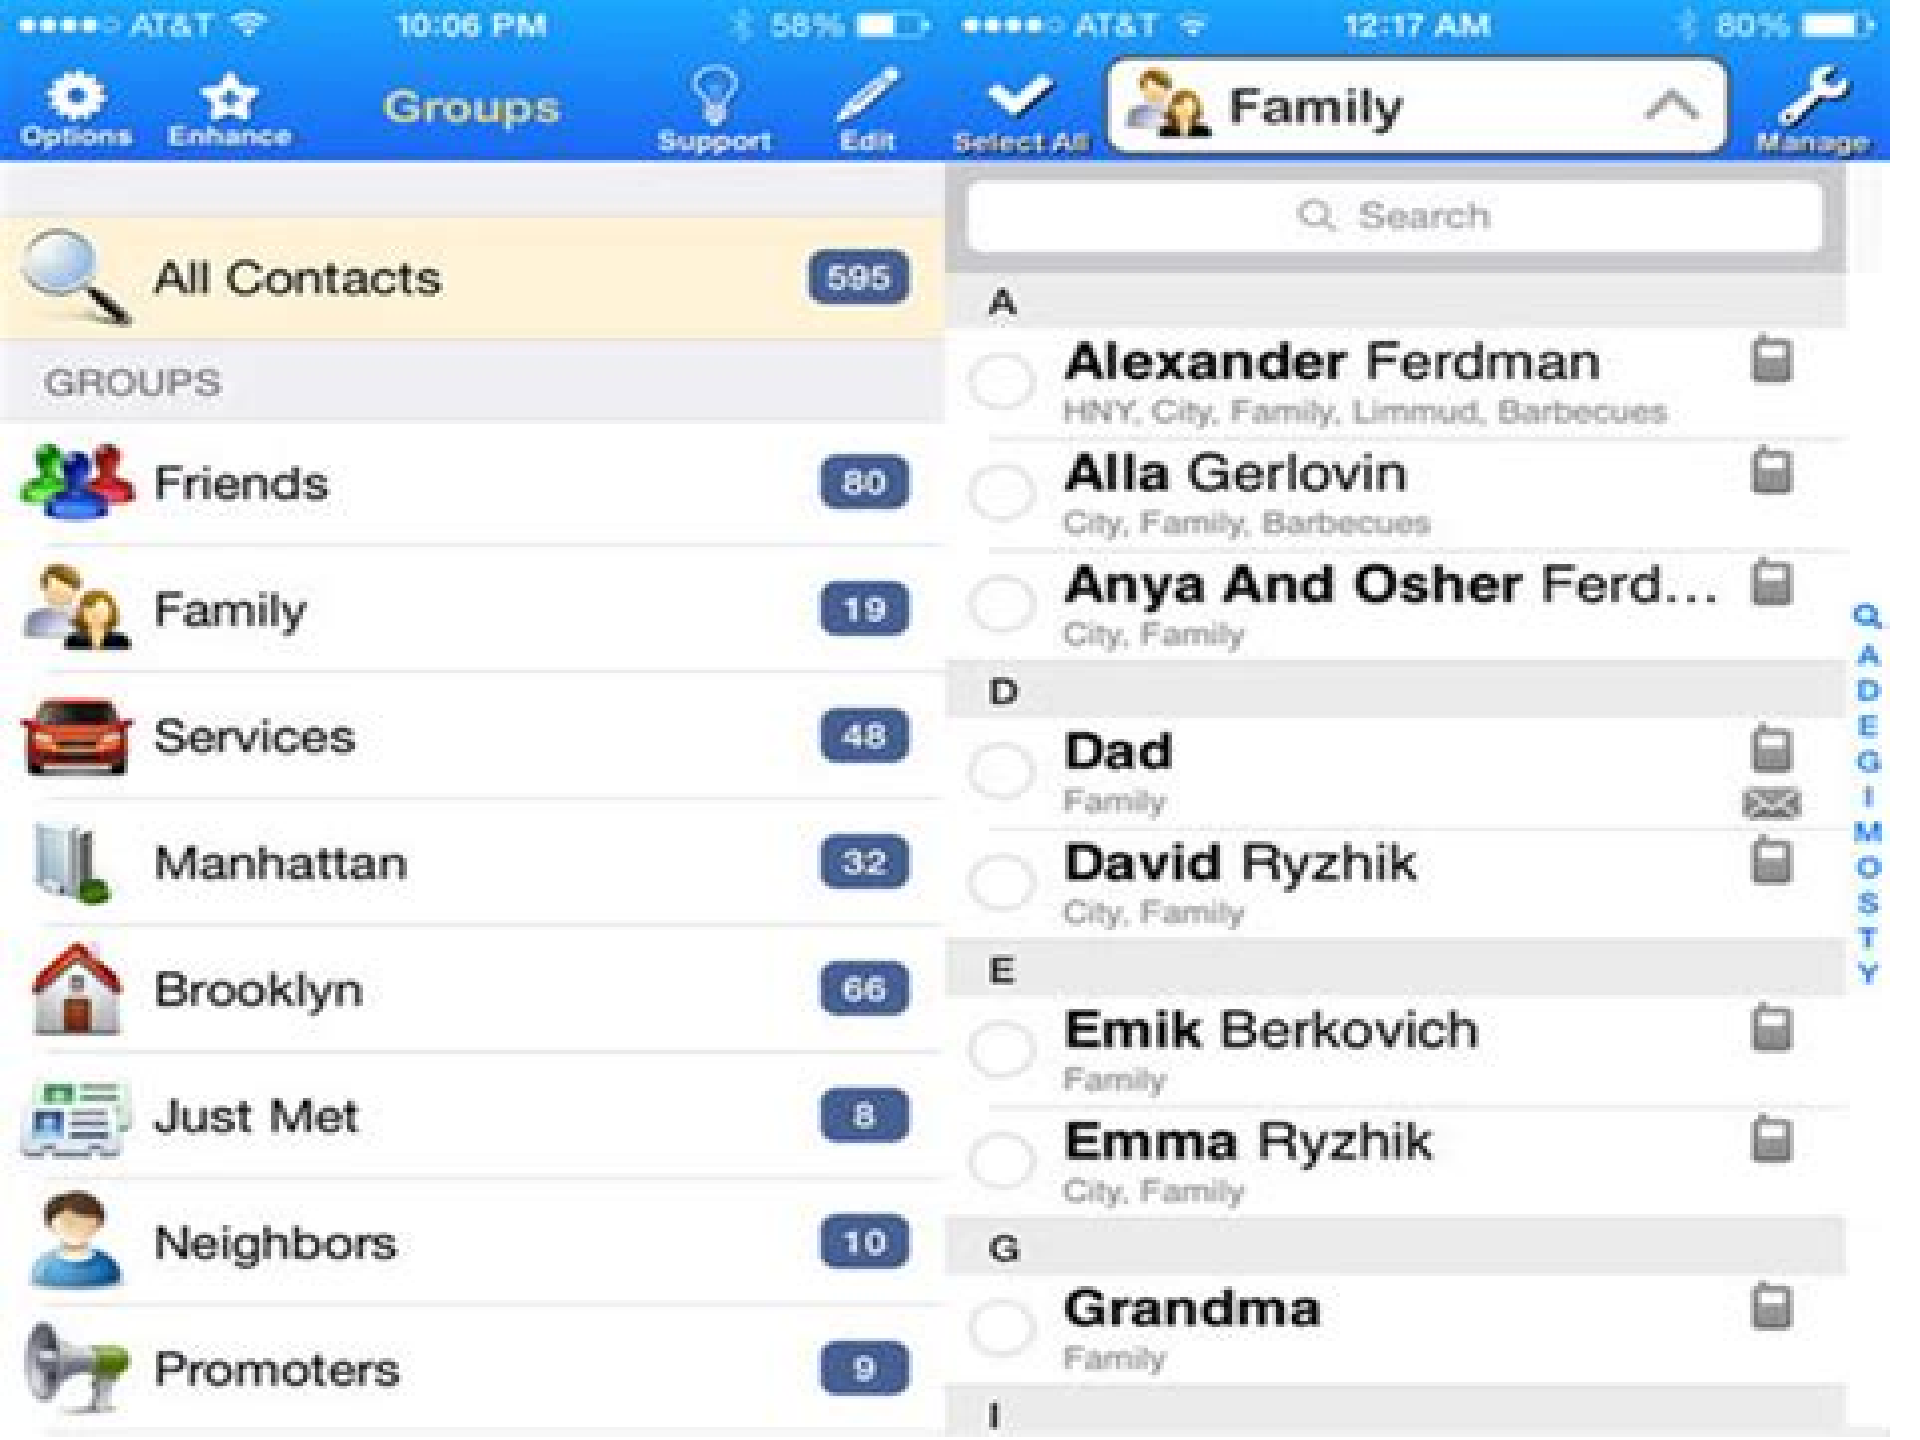 AT&T 10:06 PM 58%
Options Enhance Groups Support Edit
All Contacts 595
GROUPS
Friends 80
Family 19
Services 48
Manhattan 32
Brooklyn 66
Just Met 8
Neighbors 10
Promoters 9
AT&T 12:17 AM 80%
Select All Family Manage
Search
A
Alexander Ferdman
HNY, City, Family, Limmud, Barbecues
Alla Gerlovin
City, Family, Barbecues
Anya And Osher Ferd...
City, Family
D
Dad
Family
David Ryzhik
City, Family
E
Emik Berkovich
Family
Emma Ryzhik
City, Family
G
Grandma
Family
I
A
D
E
G
I
M
O
S
T
Y